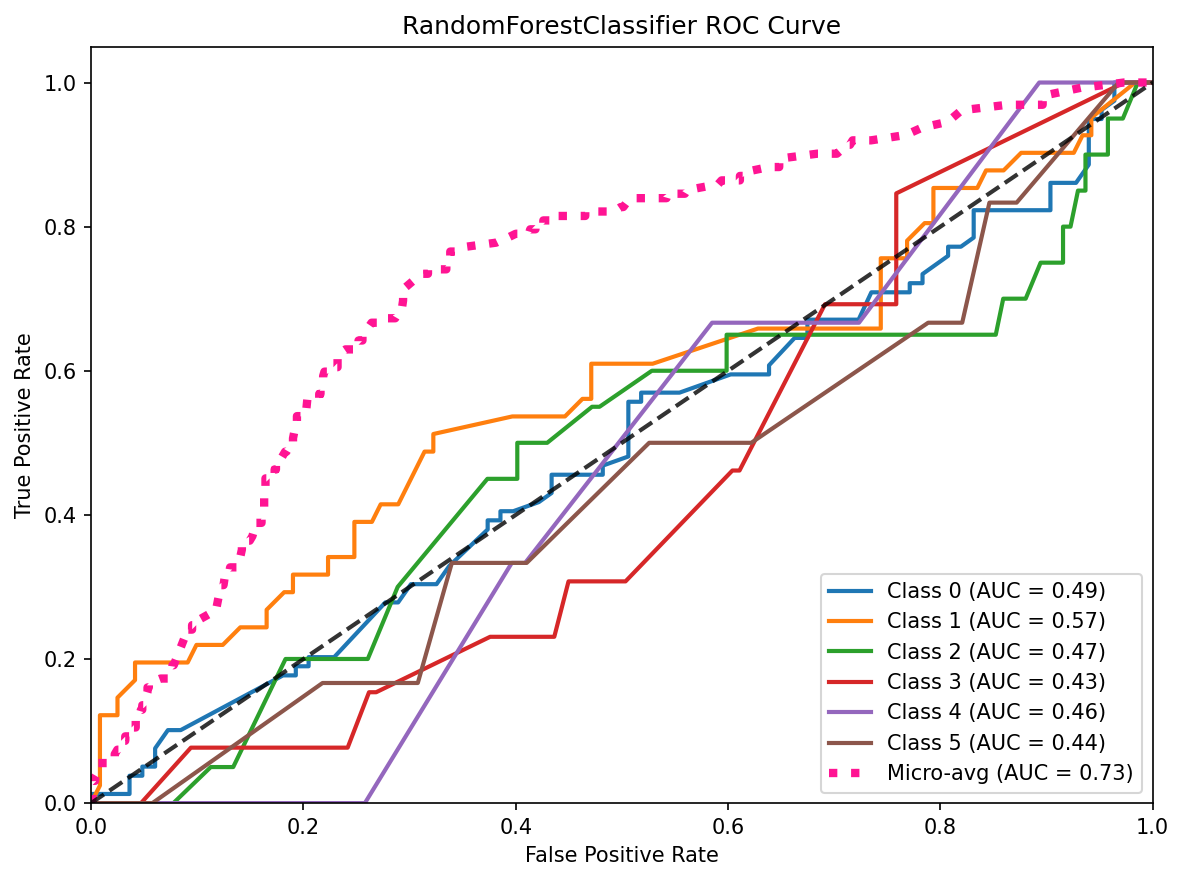 RandomForestClassifier ROC Curve
True Positive Rate
1.0
0.8
0.6
0.4
0.2
0.0
0.0 0.2 0.4 0.6 0.8 1.0
False Positive Rate
Class 0 (AUC = 0.49)
Class 1 (AUC = 0.57)
Class 2 (AUC = 0.47)
Class 3 (AUC = 0.43)
Class 4 (AUC = 0.46)
Class 5 (AUC = 0.44)
Micro-avg (AUC = 0.73)